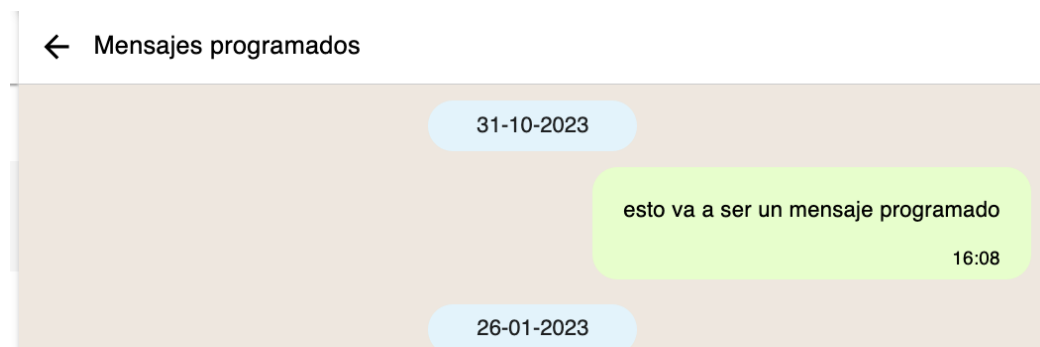 Mensajes programados
31-10-2023
esto va a ser un mensaje programado
16:08
26-01-2023